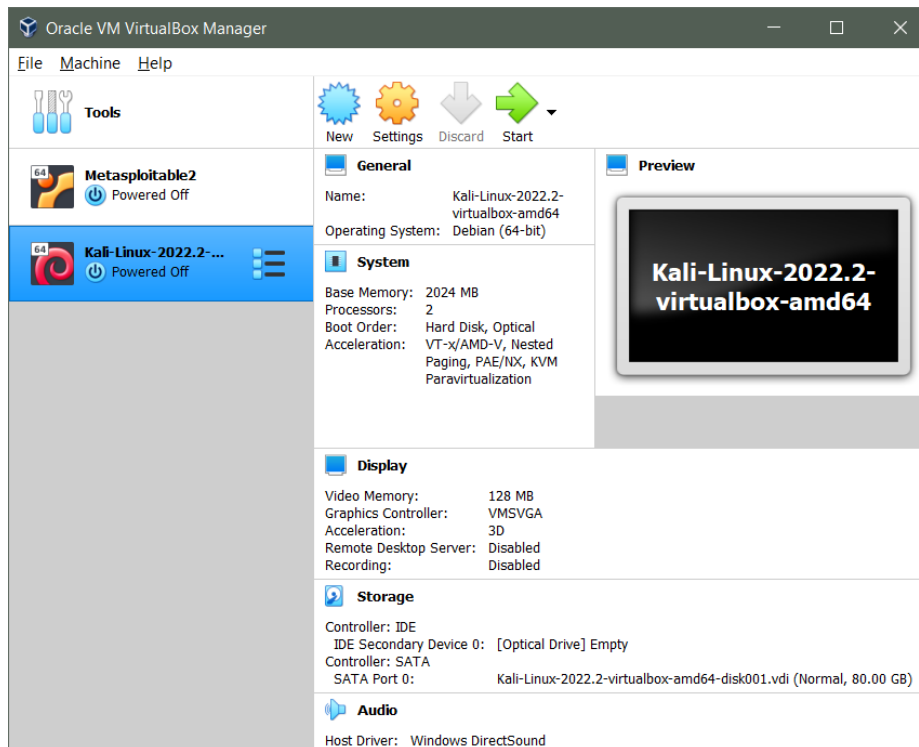 Oracle VM VirtualBox Manager
File Machine Help
Tools
New Settings Discard Start
64
Metasploitable2
Powered Off
64
Kali-Linux-2022.2-...
Powered Off
General
Name: Kali-Linux-2022.2-
virtualbox-amd64
Operating System: Debian (64-bit)
System
Base Memory: 2024 MB
Processors: 2
Boot Order: Hard Disk, Optical
Acceleration: VT-x/AMD-V, Nested
Paging, PAE/NX, KVM
Paravirtualization
Preview
Kali-Linux-2022.2-
virtualbox-amd64
Display
Video Memory: 128 MB
Graphics Controller: VMSVGA
Acceleration: 3D
Remote Desktop Server: Disabled
Recording: Disabled
Storage
Controller: IDE
IDE Secondary Device 0: [Optical Drive] Empty
Controller: SATA
SATA Port 0: Kali-Linux-2022.2-virtualbox-amd64-disk001.vdi (Normal, 80.00 GB)
Audio
Host Driver: Windows DirectSound